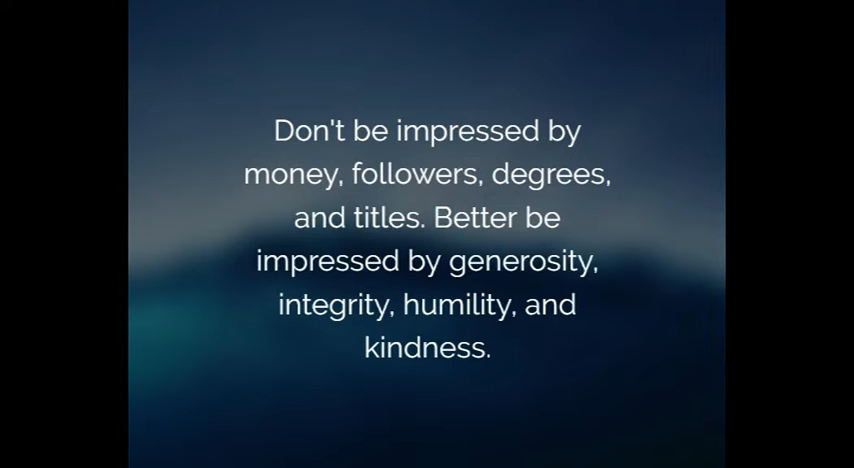 Don't be impressed by
money, followers, degrees,
and titles. Better be
impressed by generosity,
integrity, humility, and
kindness.